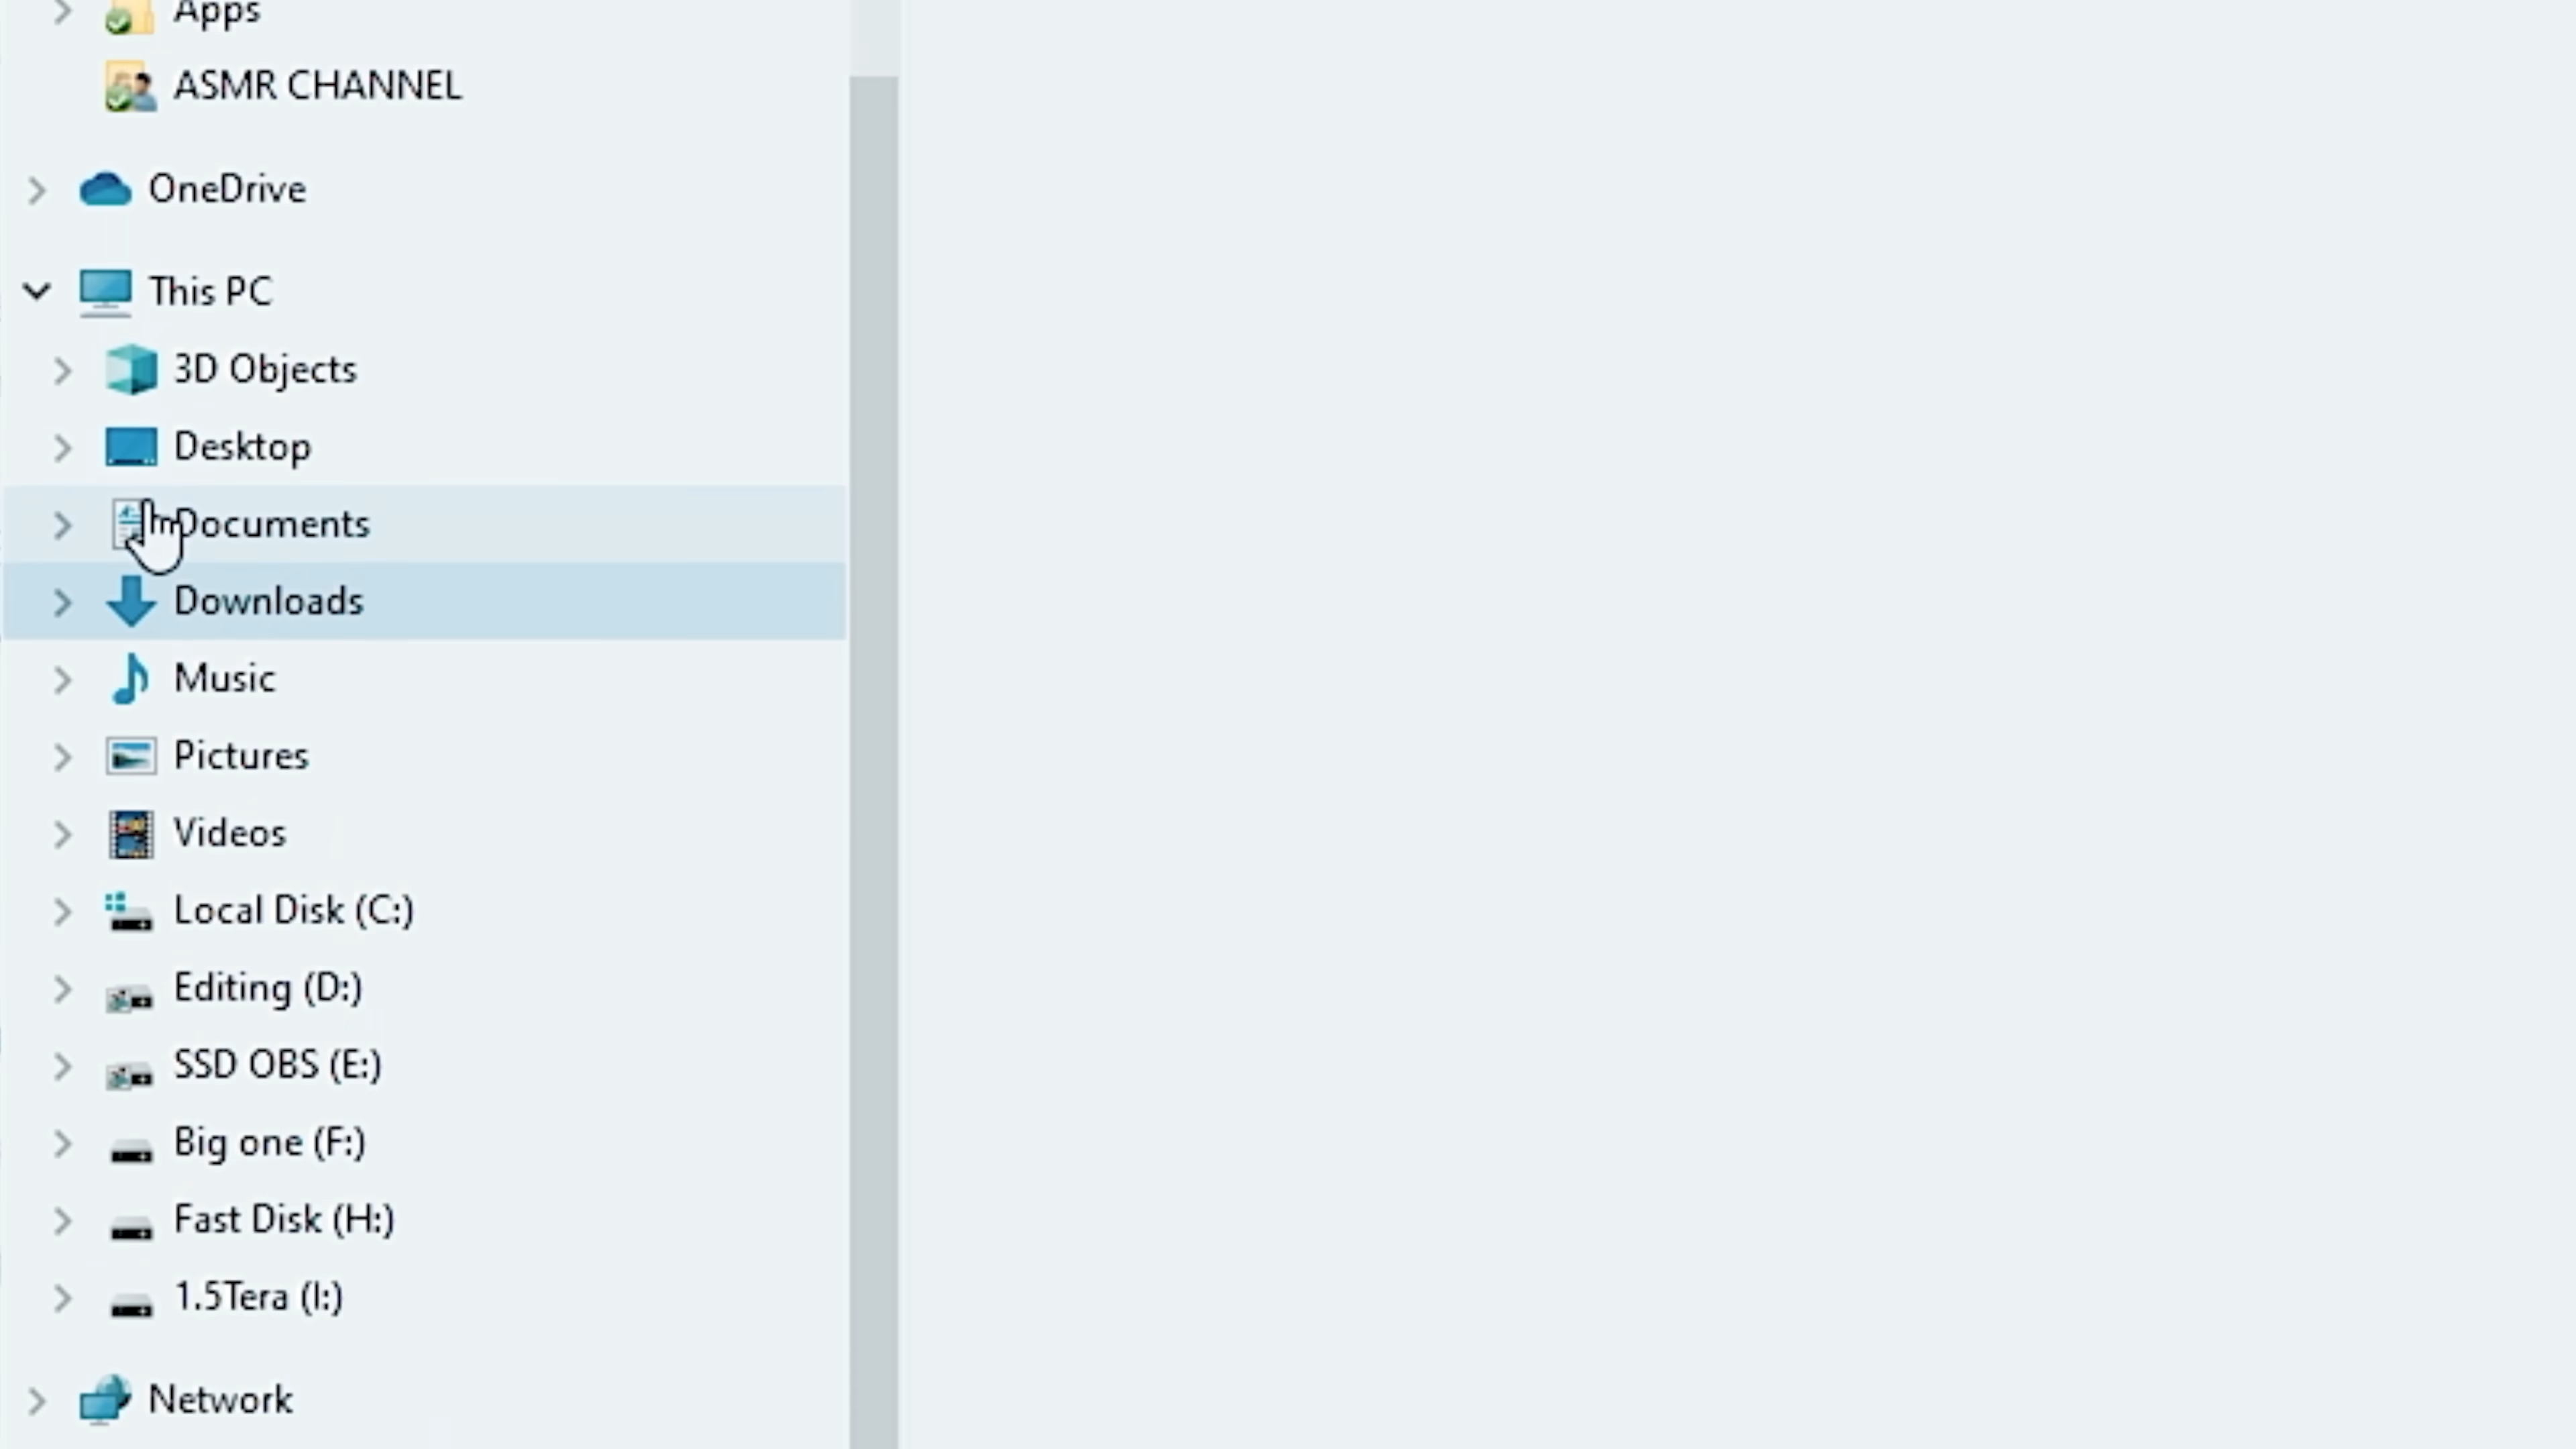 Apps
ASMR CHANNEL
OneDrive
This PC
3D Objects
Desktop
Documents
Downloads
Music
Pictures
Videos
Local Disk (C:)
Editing (D:)
SSD OBS (E:)
Big one (F:)
Fast Disk (H:)
1.5Tera (I:)
Network